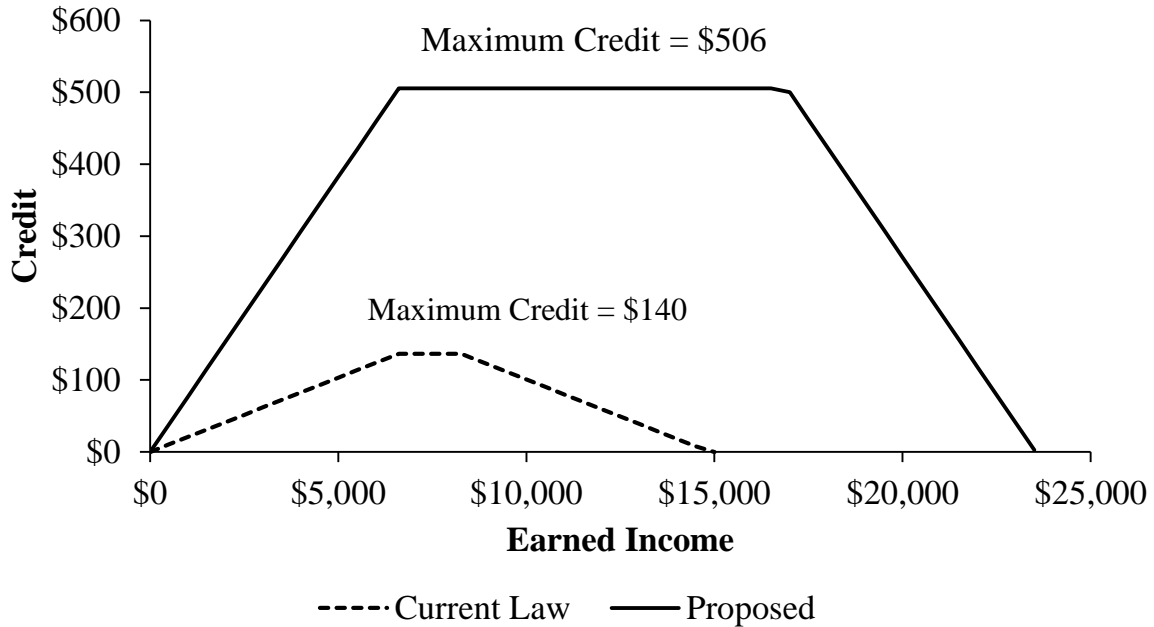 $600
$500
$400
$300
$200
$100
$0
Credit
Maximum Credit = $506
Maximum Credit = $140
$0 $5,000 $10,000 $15,000 $20,000 $25,000
Earned Income
Current Law Proposed